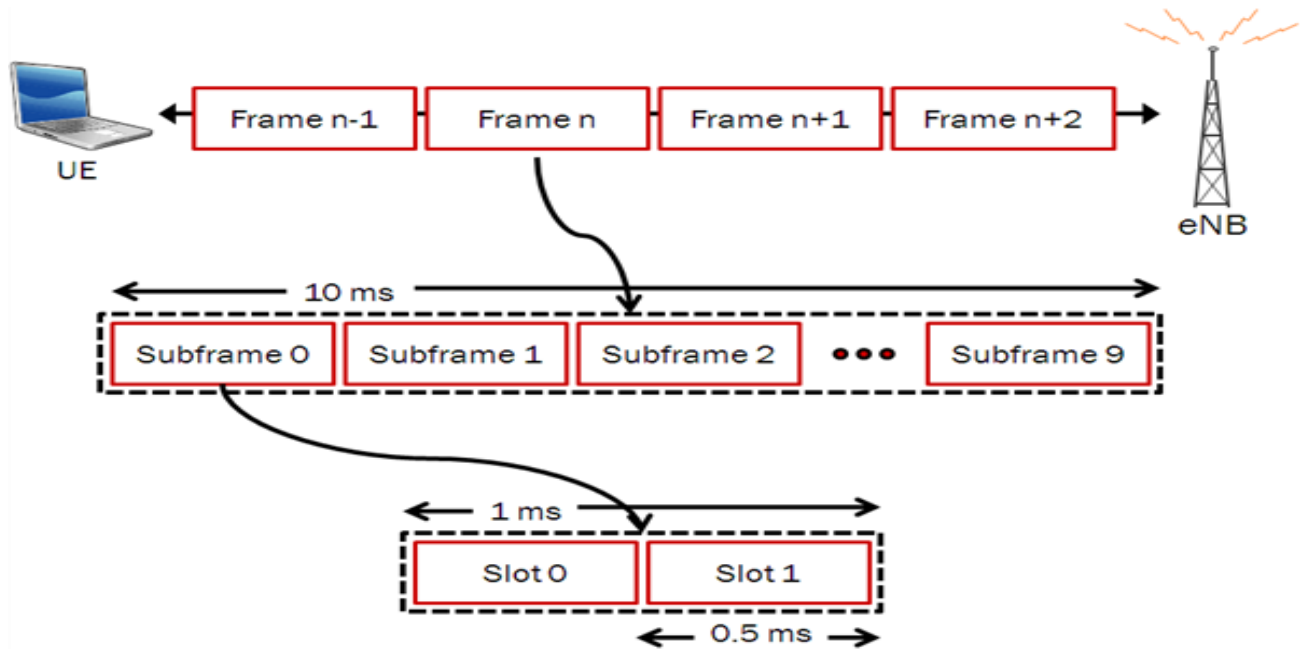 Frame n-1
Frame n
Frame n+1
Frame n+2
UE
eNB
10 ms
Subframe 0
Subframe 1
Subframe 2
Subframe 9
1 ms
Slot 0
Slot 1
0.5 ms